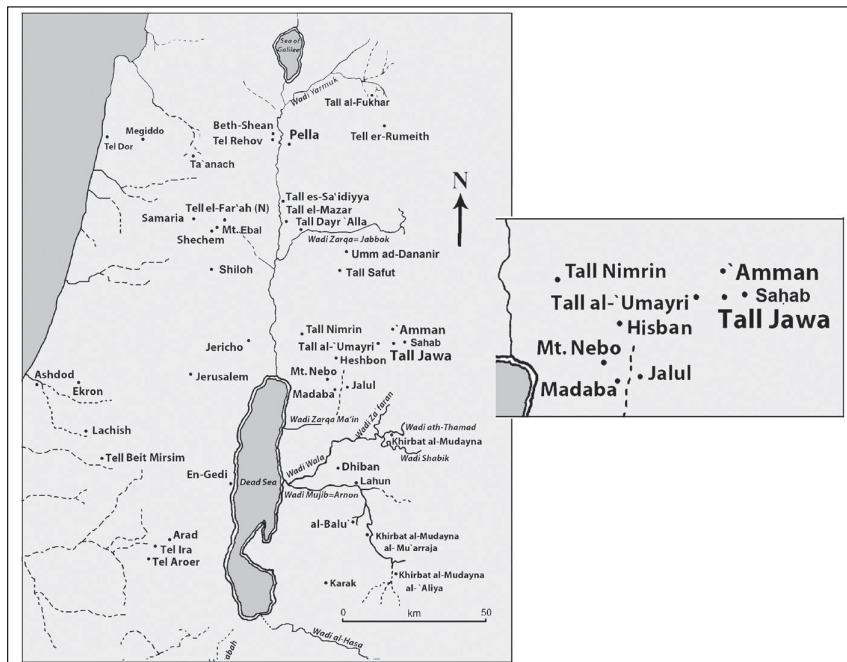 Sea of
Galilee
Wadi Yarmuk
Tall al-Fukhar
Beth-Shean
Tel Rehov
Pella
Tell er-Rumeith
Megiddo
Tel Dor
Ta`anach
N
Tall es-Sa`idiyya
Tall el-Mazar
Tall Dayr `Alla
Tell el-Far`ah (N)
Samaria
Mt. Ebal
Shechem
Wadi Zarqa=Jabbok
Umm ad-Dananir
Tall Safut
Shiloh
Tall Nimrin
`Amman
Tall al-`Umayri
Sahab
Tall Jawa
Heshbon
Jericho
Mt. Nebo
Jalul
Madaba
Jerusalem
Ashdod
Ekron
Wadi Zarqa Ma'in
Wadi Za`faran
Wadi ath-Thamad
Khirbat al-Mudayna
Wadi Shabik
Wadi Wala
Lachish
Tell Beit Mirsim
En-Gedi
Dead Sea
Dhiban
Lahun
Wadi Mujib=Arnon
al-Balu`
Khirbat al-Mudayna
al- Mu`arraja
Arad
Tel Ira
Tel Aroer
Khirbat al-Mudayna
al- `Aliya
Karak
0 km 50
Wadi al-Hasa
abah
Tall Nimrin
`Amman
Tall al-`Umayri
Saḥab
Tall Jawa
Hisban
Mt. Nebo
Jalul
Madaba